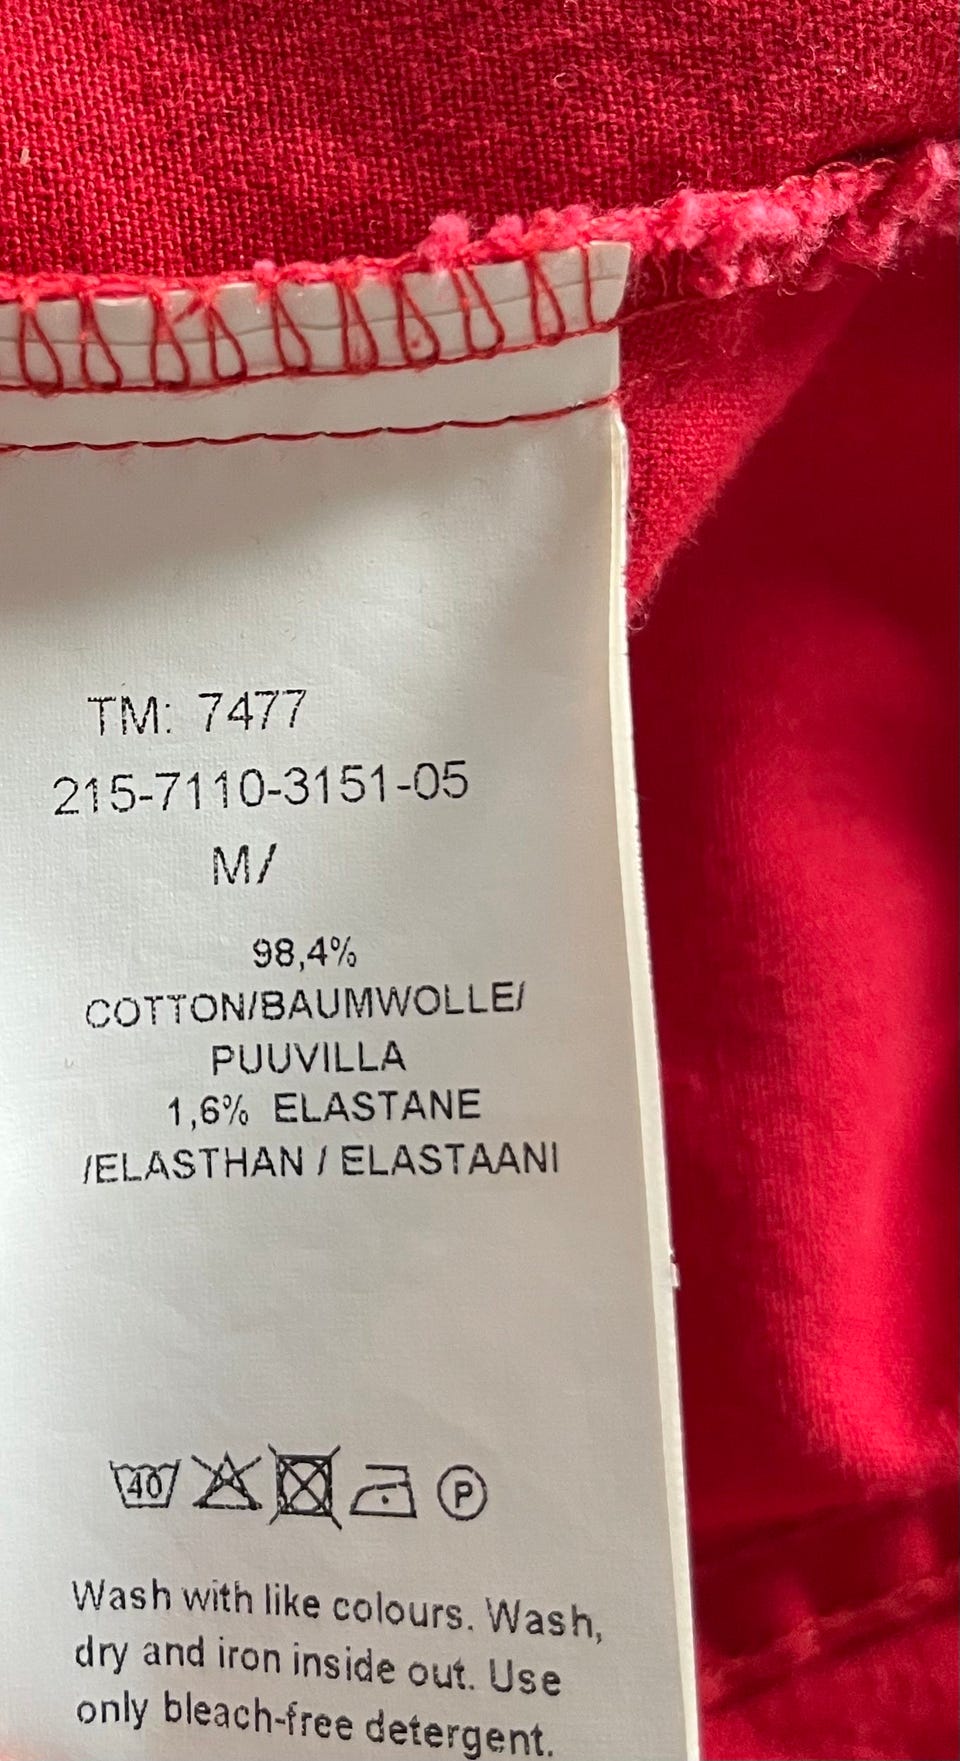 TM: 7477
215-7110-3151-05
M/
98,4%
COTTON/BAUMWOLLE/
PUUVILLA
1,6% ELASTANE
/ELASTHAN / ELASTAANI
40 P
Wash with like colours. Wash,
dry and iron inside out. Use
only bleach-free detergent.